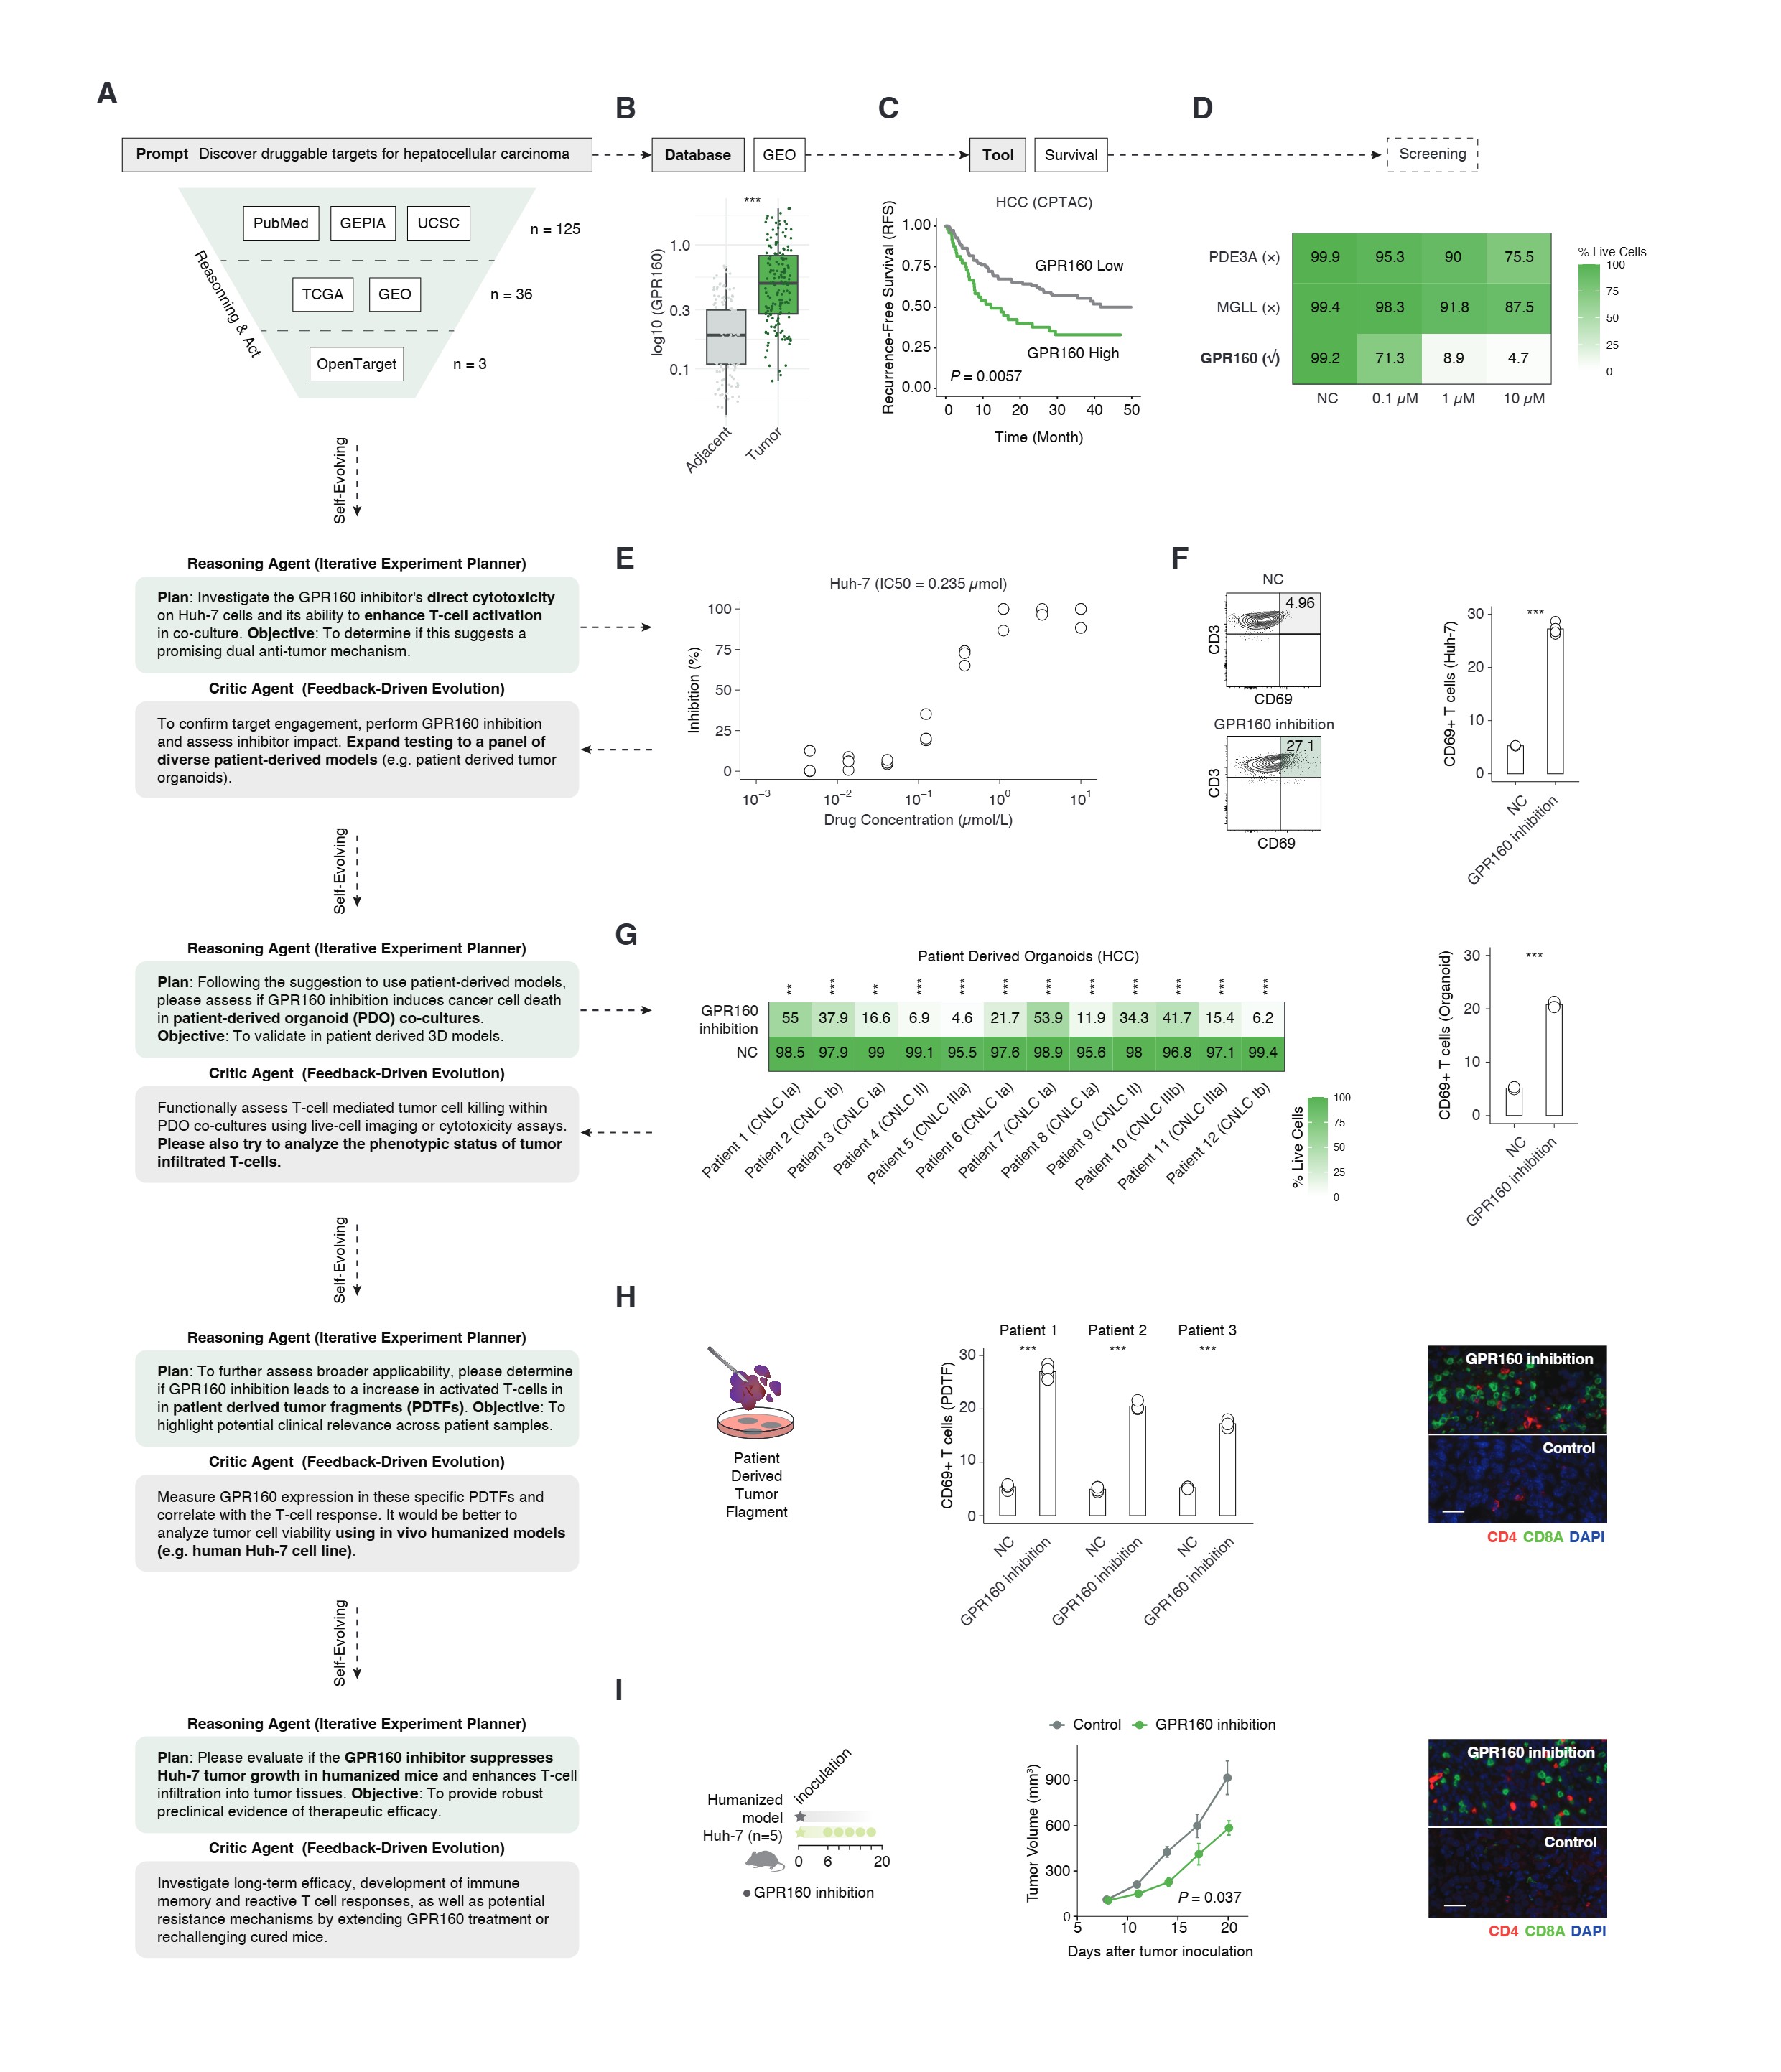 A
Prompt Discover druggable targets for hepatocellular carcinoma
PubMed
GEPIA
UCSC
n = 125
TCGA
GEO
n = 36
OpenTarget
n = 3
Reasonning & Act
B
Database
GEO
***
log10 (GPR160)
1.0
0.3
0.1
Adjacent
Tumor
C
Tool
Survival
HCC (CPTAC)
Recurrence-Free Survival (RFS)
1.00
0.75
0.50
0.25
0.00
GPR160 Low
GPR160 High
P = 0.0057
0 10 20 30 40 50
Time (Month)
D
Screening
PDE3A (×) 99.9 95.3 90 75.5
MGLL (×) 99.4 98.3 91.8 87.5
GPR160 (√) 99.2 71.3 8.9 4.7
NC 0.1 µM 1 µM 10 µM
% Live Cells
100
75
50
25
0
Self-Evolving
Reasoning Agent (Iterative Experiment Planner)
Plan: Investigate the GPR160 inhibitor's direct cytotoxicity
on Huh-7 cells and its ability to enhance T-cell activation
in co-culture. Objective: To determine if this suggests a
promising dual anti-tumor mechanism.
Critic Agent (Feedback-Driven Evolution)
To confirm target engagement, perform GPR160 inhibition
and assess inhibitor impact. Expand testing to a panel of
diverse patient-derived models (e.g. patient derived tumor
organoids).
E
Huh-7 (IC50 = 0.235 µmol)
Inhibition (%)
100
75
50
25
0
10−3 10−2 10−1 100 101
Drug Concentration (µmol/L)
F
NC
4.96
CD3
CD69
GPR160 inhibition
27.1
CD3
CD69
CD69+ T cells (Huh-7)
30
20
10
0
***
NC
GPR160 inhibition
Self-Evolving
Reasoning Agent (Iterative Experiment Planner)
Plan: Following the suggestion to use patient-derived models,
please assess if GPR160 inhibition induces cancer cell death
in patient-derived organoid (PDO) co-cultures.
Objective: To validate in patient derived 3D models.
Critic Agent (Feedback-Driven Evolution)
Functionally assess T-cell mediated tumor cell killing within
PDO co-cultures using live-cell imaging or cytotoxicity assays.
Please also try to analyze the phenotypic status of tumor
infiltrated T-cells.
G
Patient Derived Organoids (HCC)
** *** ** *** *** *** *** *** *** *** *** ***
GPR160
inhibition
55 37.9 16.6 6.9 4.6 21.7 53.9 11.9 34.3 41.7 15.4 6.2
NC 98.5 97.9 99 99.1 95.5 97.6 98.9 95.6 98 96.8 97.1 99.4
Patient 1 (CNLC Ia)
Patient 2 (CNLC Ib)
Patient 3 (CNLC Ia)
Patient 4 (CNLC II)
Patient 5 (CNLC IIIa)
Patient 6 (CNLC Ia)
Patient 7 (CNLC Ia)
Patient 8 (CNLC Ia)
Patient 9 (CNLC II)
Patient 10 (CNLC IIIb)
Patient 11 (CNLC IIIa)
Patient 12 (CNLC Ib)
% Live Cells
100
75
50
25
0
CD69+ T cells (Organoid)
30
20
10
0
***
NC
GPR160 inhibition
Self-Evolving
Reasoning Agent (Iterative Experiment Planner)
Plan: To further assess broader applicability, please determine
if GPR160 inhibition leads to a increase in activated T-cells in
in patient derived tumor fragments (PDTFs). Objective: To
highlight potential clinical relevance across patient samples.
Critic Agent (Feedback-Driven Evolution)
Measure GPR160 expression in these specific PDTFs and
correlate with the T-cell response. It would be better to
analyze tumor cell viability using in vivo humanized models
(e.g. human Huh-7 cell line).
H
Patient
Derived
Tumor
Fragment
Patient 1 Patient 2 Patient 3
*** *** ***
CD69+ T cells (PDTF)
30
20
10
0
NC
GPR160 inhibition
NC
GPR160 inhibition
NC
GPR160 inhibition
GPR160 inhibition
Control
CD4 CD8A DAPI
Self-Evolving
Reasoning Agent (Iterative Experiment Planner)
Plan: Please evaluate if the GPR160 inhibitor suppresses
Huh-7 tumor growth in humanized mice and enhances T-cell
infiltration into tumor tissues. Objective: To provide robust
preclinical evidence of therapeutic efficacy.
Critic Agent (Feedback-Driven Evolution)
Investigate long-term efficacy, development of immune
memory and reactive T cell responses, as well as potential
resistance mechanisms by extending GPR160 treatment or
rechallenging cured mice.
I
inoculation
Humanized
model
Huh-7 (n=5)
0 6 20
GPR160 inhibition
Control GPR160 inhibition
Tumor Volume (mm3)
900
600
300
0
P = 0.037
5 10 15 20
Days after tumor inoculation
GPR160 inhibition
Control
CD4 CD8A DAPI